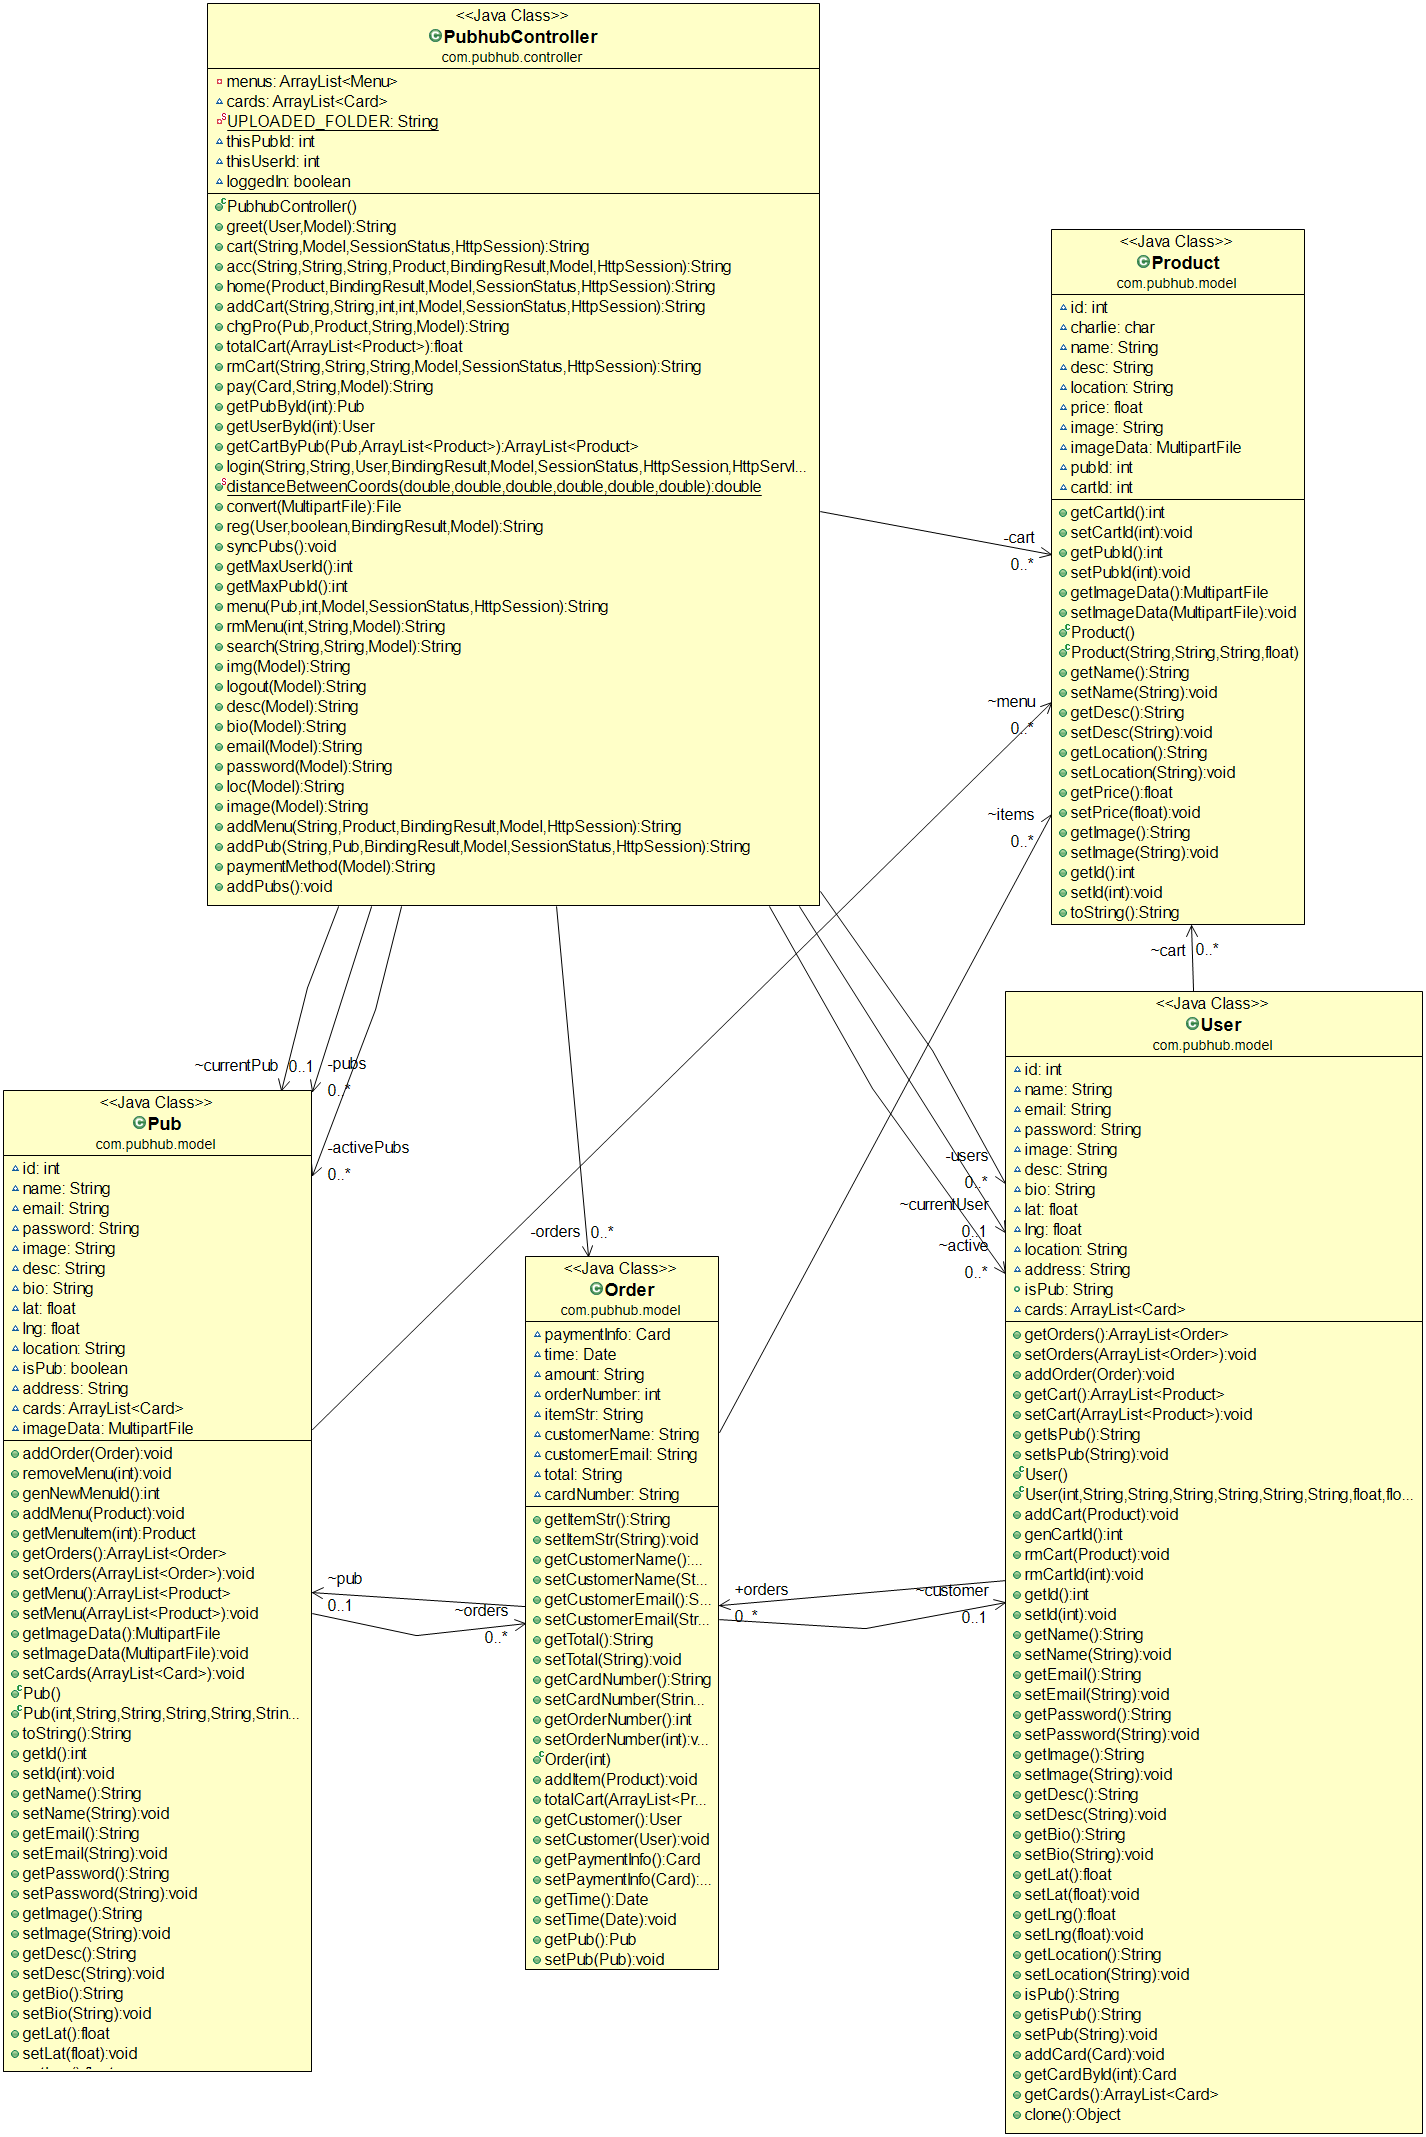 <<Java Class>>
PubhubController
com.pubhub.controller
menus: ArrayList<Menu>
cards: ArrayList<Card>
UPLOADED_FOLDER: String
thisPubId: int
thisUserId: int
loggedIn: boolean
PubhubController()
greet(User,Model):String
cart(String,Model,SessionStatus,HttpSession):String
acc(String,String,String,Product,BindingResult,Model,HttpSession):String
home(Product,BindingResult,Model,SessionStatus,HttpSession):String
addCart(String,String,int,int,Model,SessionStatus,HttpSession):String
chgPro(Pub,Product,String,Model):String
totalCart(ArrayList<Product>):float
rmCart(String,String,String,Model,SessionStatus,HttpSession):String
pay(Card,String,Model):String
getPubById(int):Pub
getUserById(int):User
getCartByPub(Pub,ArrayList<Product>):ArrayList<Product>
login(String,String,User,BindingResult,Model,SessionStatus,HttpSession,HttpServl...
distanceBetweenCoords(double,double,double,double,double,double):double
convert(MultipartFile):File
reg(User,boolean,BindingResult,Model):String
syncPubs():void
getMaxUserId():int
getMaxPubId():int
menu(Pub,int,Model,SessionStatus,HttpSession):String
rmMenu(int,String,Model):String
search(String,String,Model):String
img(Model):String
logout(Model):String
desc(Model):String
bio(Model):String
email(Model):String
password(Model):String
loc(Model):String
image(Model):String
addMenu(String,Product,BindingResult,Model,HttpSession):String
addPub(String,Pub,BindingResult,Model,SessionStatus,HttpSession):String
paymentMethod(Model):String
addPubs():void
<<Java Class>>
Product
com.pubhub.model
id: int
charlie: char
name: String
desc: String
location: String
price: float
image: String
imageData: MultipartFile
pubId: int
cartId: int
getCartId():int
setCartId(int):void
getPubId():int
setPubId(int):void
getImageData():MultipartFile
setImageData(MultipartFile):void
Product()
Product(String,String,String,float)
getName():String
setName(String):void
getDesc():String
setDesc(String):void
getLocation():String
setLocation(String):void
getPrice():float
setPrice(float):void
getImage():String
setImage(String):void
getId():int
setId(int):void
toString():String
-cart
0..*
~menu
0..*
~items
0..*
~cart 0..*
~currentPub 0..1
-pubs
0..*
-activePubs
0..*
-orders 0..*
-users
0..*
~currentUser
0..1
~active
0..*
<<Java Class>>
Pub
com.pubhub.model
id: int
name: String
email: String
password: String
image: String
desc: String
bio: String
lat: float
lng: float
location: String
isPub: boolean
address: String
cards: ArrayList<Card>
imageData: MultipartFile
addOrder(Order):void
removeMenu(int):void
genNewMenuId():int
addMenu(Product):void
getMenuItem(int):Product
getOrders():ArrayList<Order>
setOrders(ArrayList<Order>):void
getMenu():ArrayList<Product>
setMenu(ArrayList<Product>):void
getImageData():MultipartFile
setImageData(MultipartFile):void
setCards(ArrayList<Card>):void
Pub()
Pub(int,String,String,String,String,Strin...
toString():String
getId():int
setId(int):void
getName():String
setName(String):void
getEmail():String
setEmail(String):void
getPassword():String
setPassword(String):void
getImage():String
setImage(String):void
getDesc():String
setDesc(String):void
getBio():String
setBio(String):void
getLat():float
setLat(float):void
~pub
0..1
~orders
0..*
<<Java Class>>
Order
com.pubhub.model
paymentInfo: Card
time: Date
amount: String
orderNumber: int
itemStr: String
customerName: String
customerEmail: String
total: String
cardNumber: String
getItemStr():String
setItemStr(String):void
getCustomerName():...
setCustomerName(St...
getCustomerEmail():S...
setCustomerEmail(Str...
getTotal():String
setTotal(String):void
getCardNumber():String
setCardNumber(Strin...
getOrderNumber():int
setOrderNumber(int):v...
Order(int)
addItem(Product):void
totalCart(ArrayList<Pr...
getCustomer():User
setCustomer(User):void
getPaymentInfo():Card
setPaymentInfo(Card):...
getTime():Date
setTime(Date):void
getPub():Pub
setPub(Pub):void
+orders
0..*
~customer
0..1
<<Java Class>>
User
com.pubhub.model
id: int
name: String
email: String
password: String
image: String
desc: String
bio: String
lat: float
lng: float
location: String
address: String
isPub: String
cards: ArrayList<Card>
getOrders():ArrayList<Order>
setOrders(ArrayList<Order>):void
addOrder(Order):void
getCart():ArrayList<Product>
setCart(ArrayList<Product>):void
getIsPub():String
setIsPub(String):void
User()
User(int,String,String,String,String,String,String,float,flo...
addCart(Product):void
genCartId():int
rmCart(Product):void
rmCartId(int):void
getId():int
setId(int):void
getName():String
setName(String):void
getEmail():String
setEmail(String):void
getPassword():String
setPassword(String):void
getImage():String
setImage(String):void
getDesc():String
setDesc(String):void
getBio():String
setBio(String):void
getLat():float
setLat(float):void
getLng():float
setLng(float):void
getLocation():String
setLocation(String):void
isPub():String
getisPub():String
setPub(String):void
addCard(Card):void
getCardById(int):Card
getCards():ArrayList<Card>
clone():Object